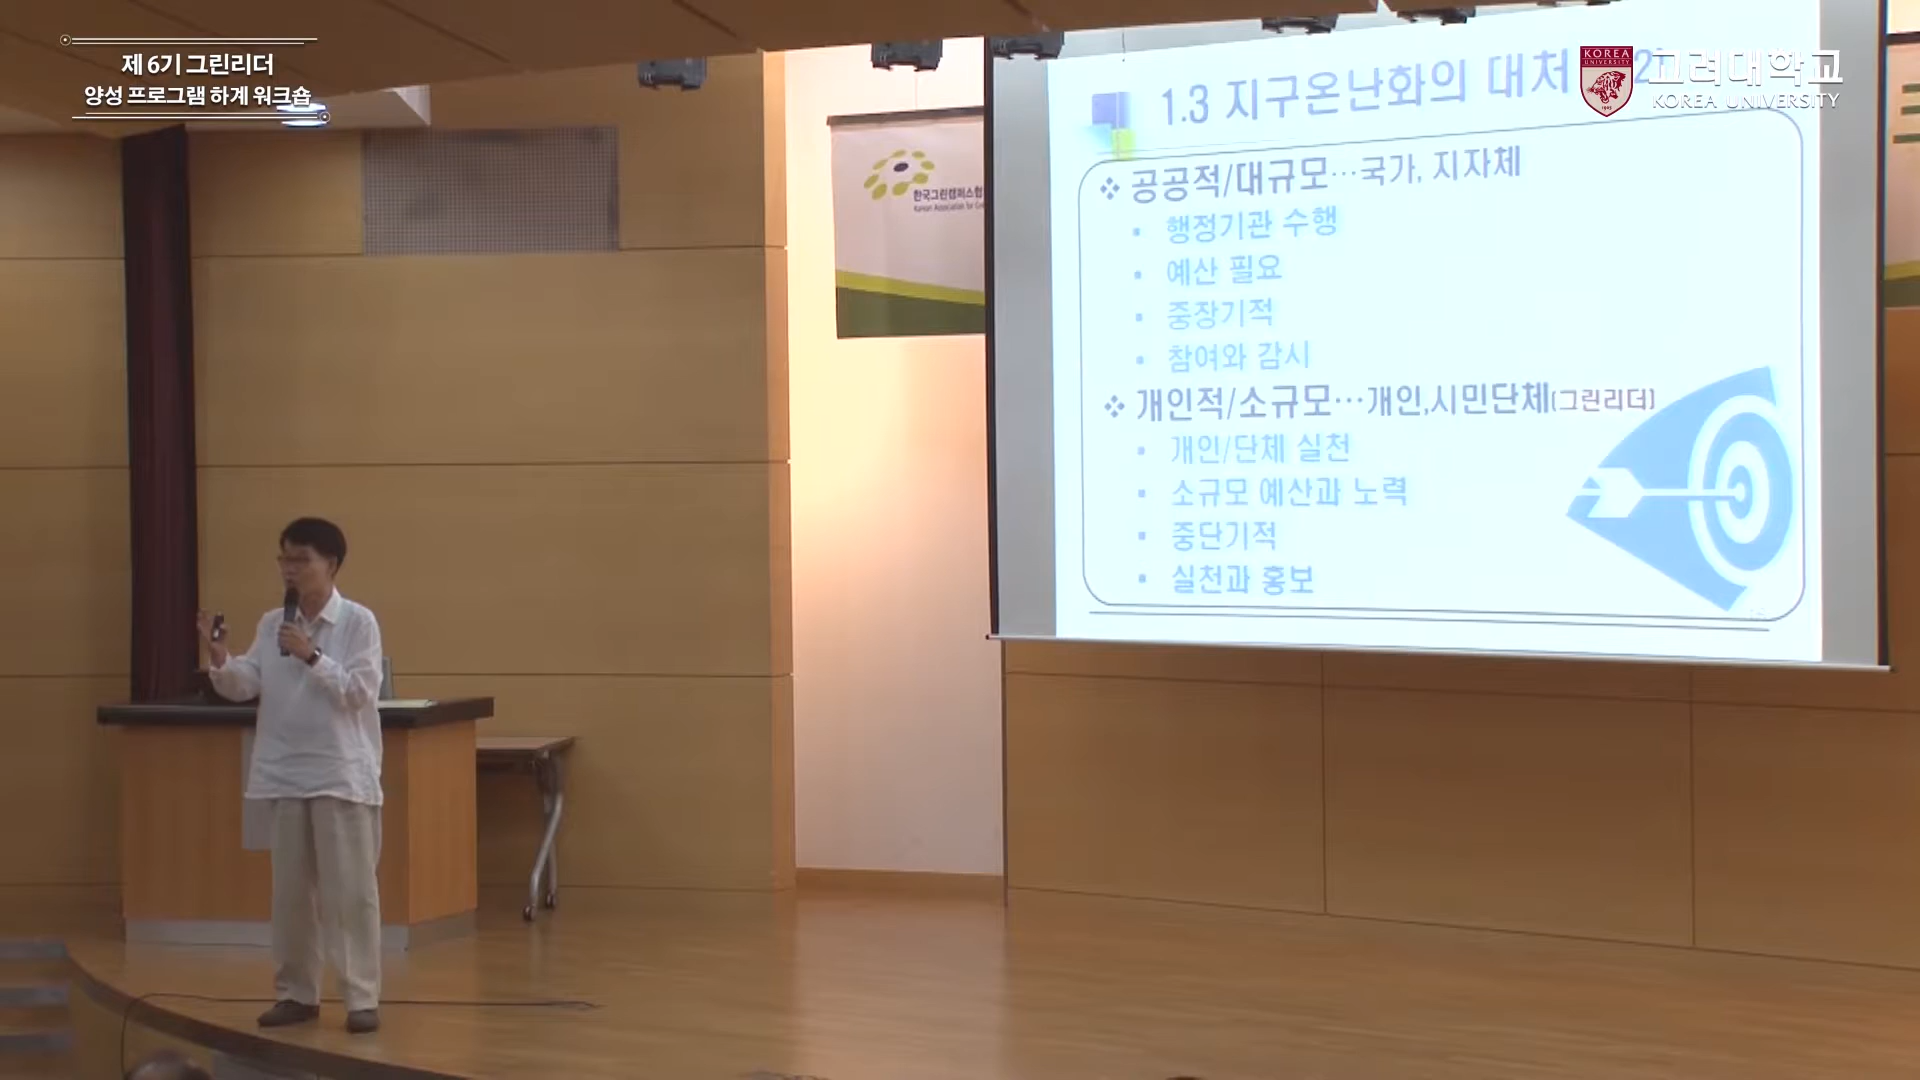 제 6기 그린리더
양성 프로그램 하계 워크숍
KOREA
UNIVERSITY
1905
고려대학교
KOREA UNIVERSITY
한국그린캠퍼스협
Korean Association for
1.3 지구온난화의 대처
❖ 공공적/대규모…국가, 지자체
▪ 행정기관 수행
▪ 예산 필요
▪ 중장기적
▪ 참여와 감시
❖ 개인적/소규모…개인,시민단체(그린리더)
▪ 개인/단체 실천
▪ 소규모 예산과 노력
▪ 중단기적
▪ 실천과 홍보